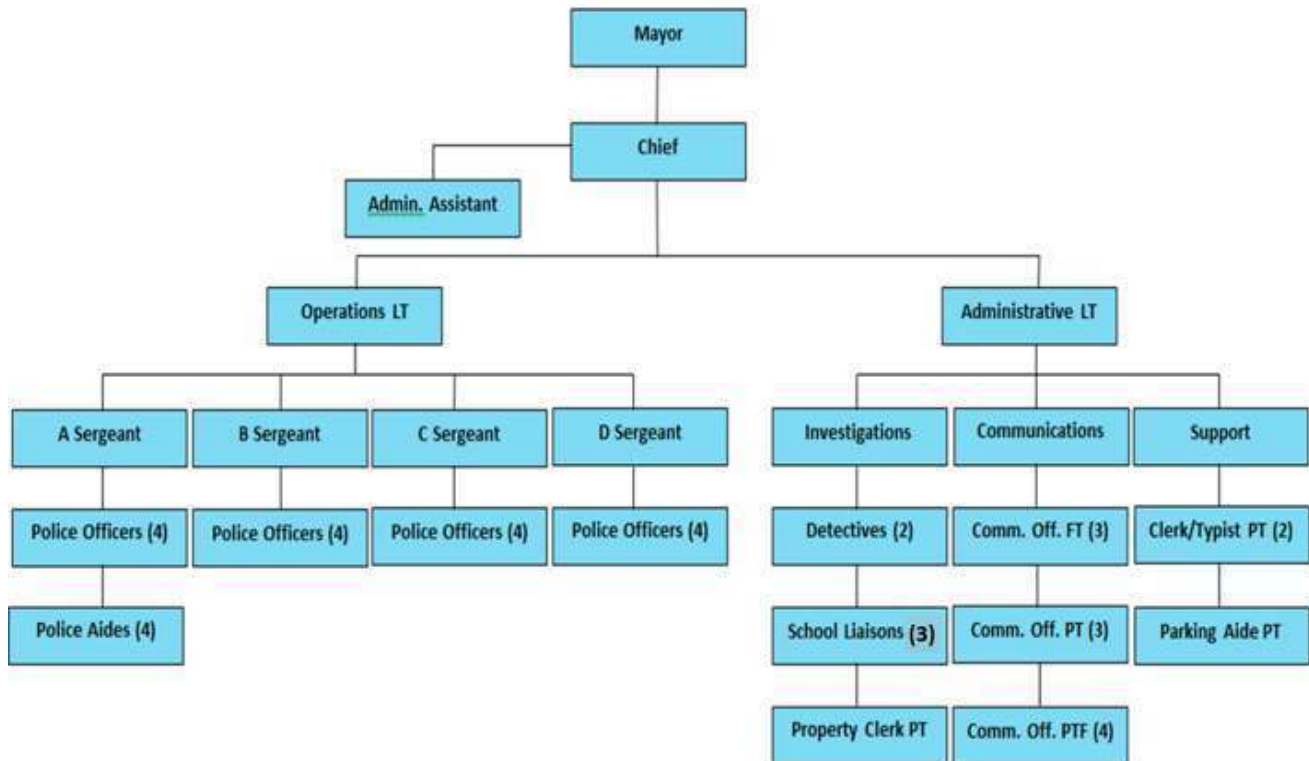 Mayor
Chief
Admin. Assistant
Operations LT
Administrative LT
A Sergeant
B Sergeant
C Sergeant
D Sergeant
Investigations
Communications
Support
Police Officers (4)
Police Officers (4)
Police Officers (4)
Police Officers (4)
Detectives (2)
Comm. Off. FT (3)
Clerk/Typist PT (2)
Police Aides (4)
School Liaisons (3)
Comm. Off. PT (3)
Parking Aide PT
Property Clerk PT
Comm. Off. PTF (4)